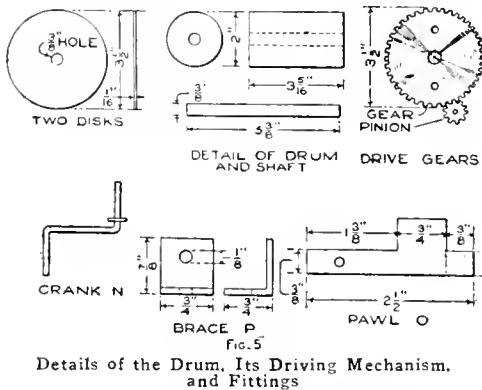 HOLE
3/8"
3 1/2"
1/16"
TWO DISKS
2"
3 5/16"
3/8"
5 3/8"
DETAIL OF DRUM
AND SHAFT
3 1/2"
GEAR
PINION
DRIVE GEARS
CRANK N
7/8"
1/8"
3/4"
3/4"
BRACE P
FIG. 5
1 3/8"
3/4"
3/8"
3/8"
2 1/2"
PAWL O
Details of the Drum, Its Driving Mechanism,
and Fittings